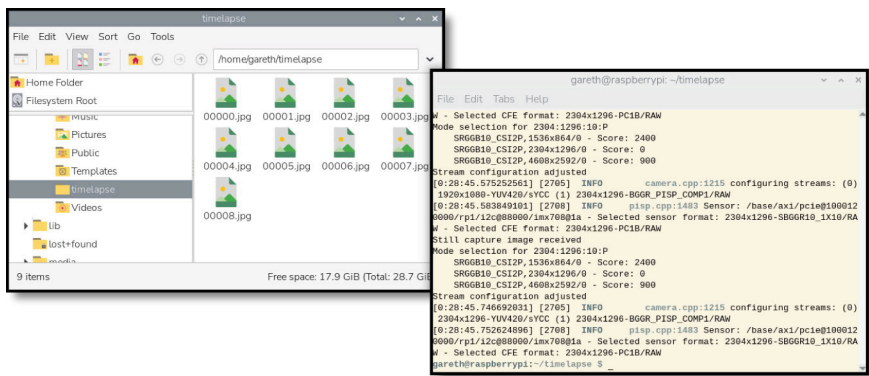 timelapse
File Edit View Sort Go Tools
/home/gareth/timelapse
Home Folder
Filesystem Root
Music
Pictures
Public
Templates
timelapse
Videos
lib
lost+found
media
00000.jpg 00001.jpg 00002.jpg 00003.jpg
00004.jpg 00005.jpg 00006.jpg 00007.jpg
00008.jpg
9 items
Free space: 17.9 GiB (Total: 28.7 GiB
gareth@raspberrypi: ~/timelapse
File Edit Tabs Help
W - Selected CFE format: 2304x1296-PC1B/RAW
Mode selection for 2304:1296:10:P
SRGGB10_CSI2P,1536x864/0 - Score: 2400
SRGGB10_CSI2P,2304x1296/0 - Score: 0
SRGGB10_CSI2P,4608x2592/0 - Score: 900
Stream configuration adjusted
[0:28:45.575252561] [2705] INFO camera.cpp:1215 configuring streams: (0)
1920x1080-YUV420/sYCC (1) 2304x1296-BGGR_PISP_COMP1/RAW
[0:28:45.583849101] [2708] INFO pisp.cpp:1483 Sensor: /base/axi/pcie@100012
0000/rp1/i2c@88000/imx708@1a - Selected sensor format: 2304x1296-SBGGR10_1X10/RA
W - Selected CFE format: 2304x1296-PC1B/RAW
Still capture image received
Mode selection for 2304:1296:10:P
SRGGB10_CSI2P,1536x864/0 - Score: 2400
SRGGB10_CSI2P,2304x1296/0 - Score: 0
SRGGB10_CSI2P,4608x2592/0 - Score: 900
Stream configuration adjusted
[0:28:45.746692031] [2705] INFO camera.cpp:1215 configuring streams: (0)
2304x1296-YUV420/sYCC (1) 2304x1296-BGGR_PISP_COMP1/RAW
[0:28:45.752624896] [2708] INFO pisp.cpp:1483 Sensor: /base/axi/pcie@100012
0000/rp1/i2c@88000/imx708@1a - Selected sensor format: 2304x1296-SBGGR10_1X10/RA
W - Selected CFE format: 2304x1296-PC1B/RAW
gareth@raspberrypi:~/timelapse $ _